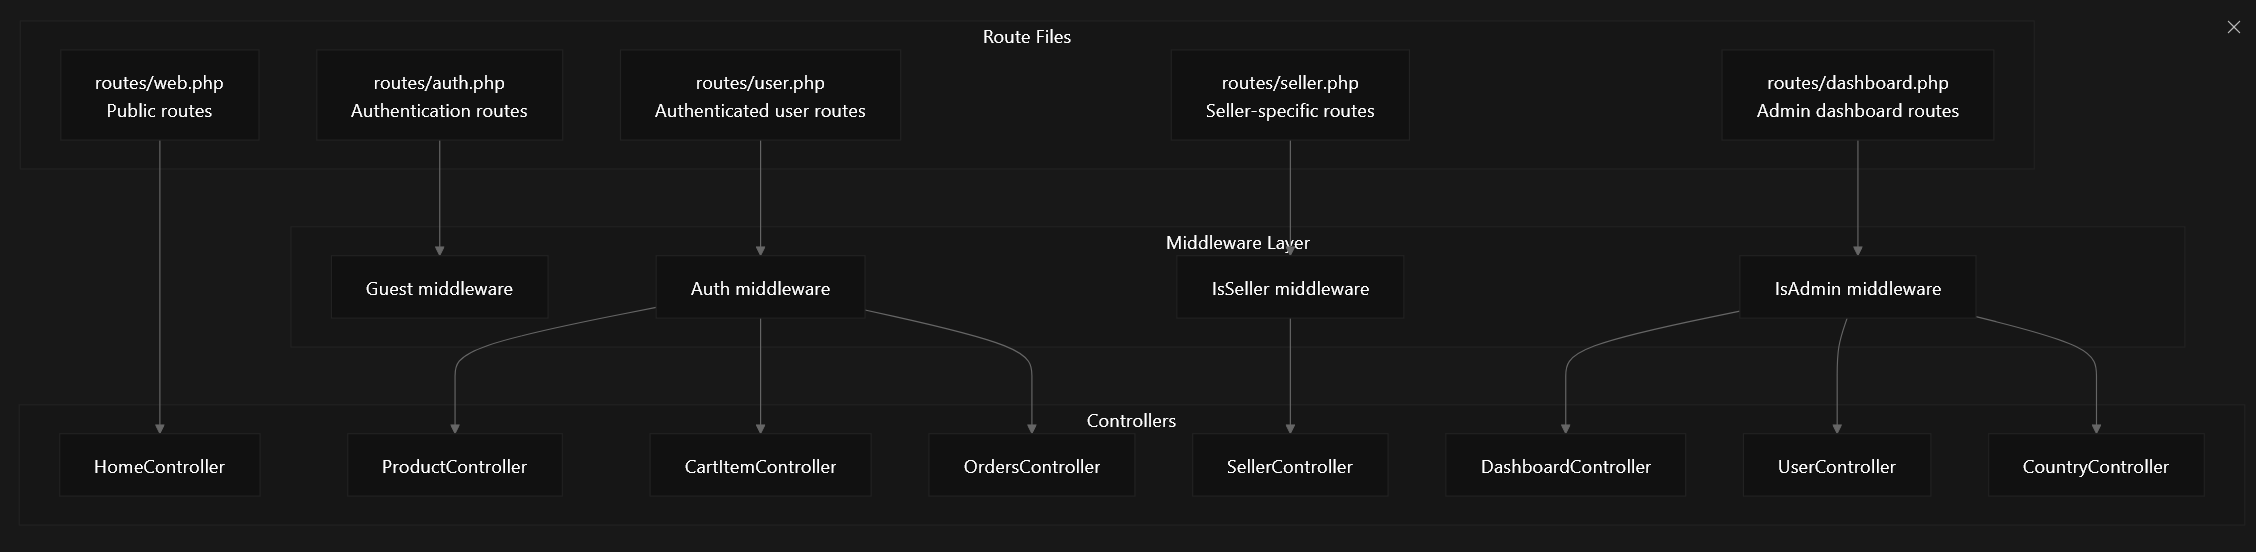 Route Files
routes/web.php
Public routes
routes/auth.php
Authentication routes
routes/user.php
Authenticated user routes
routes/seller.php
Seller-specific routes
routes/dashboard.php
Admin dashboard routes
Middleware Layer
Guest middleware
Auth middleware
IsSeller middleware
IsAdmin middleware
Controllers
HomeController
ProductController
CartItemController
OrdersController
SellerController
DashboardController
UserController
CountryController